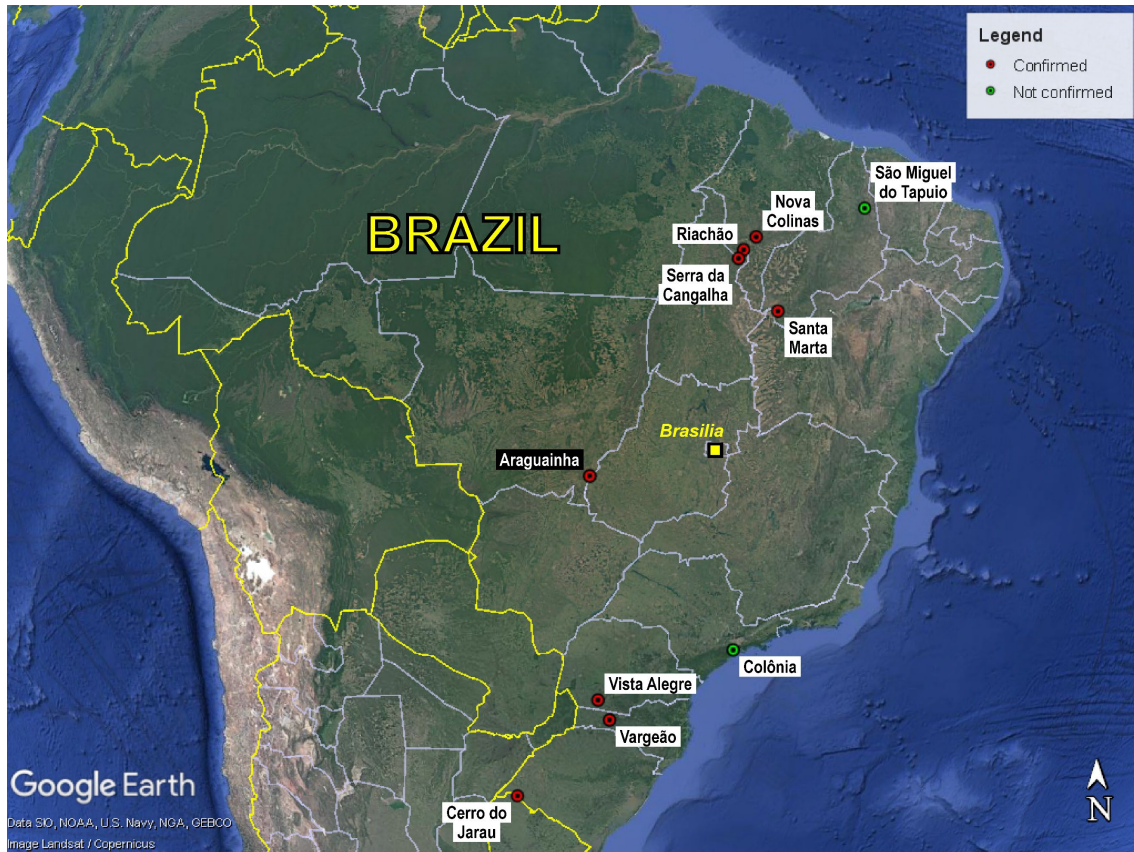 Legend
Confirmed
Not confirmed
São Miguel
do Tapuio
Nova
Colinas
Riachão
BRAZIL
Serra da
Cangalha
Santa
Marta
Brasilia
Araguainha
Colônia
Vista Alegre
Vargeão
Google Earth
Cerro do
Jarau
N
Data SIO, NOAA, U.S. Navy, NGA, GEBCO
Image Landsat / Copernicus